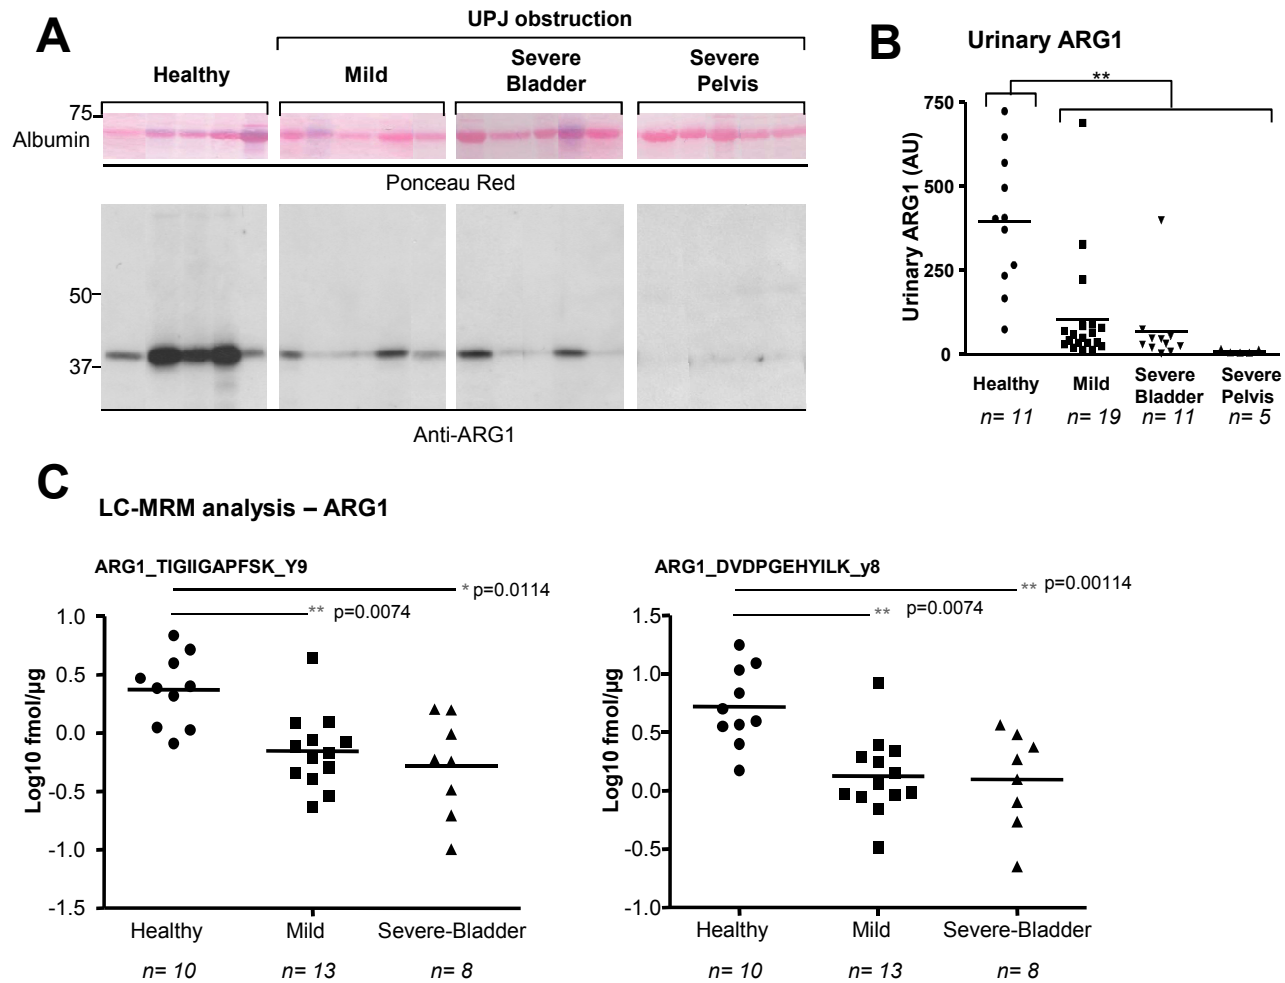 A
UPJ obstruction
Healthy
Mild
Severe
Bladder
Severe
Pelvis
75
Albumin
Ponceau Red
50
37
Anti-ARG1
B
Urinary ARG1
**
Urinary ARG1 (AU)
750
500
250
0
Healthy
Mild
Severe
Bladder
Severe
Pelvis
n= 11
n= 19
n= 11
n= 5
C
LC-MRM analysis – ARG1
ARG1_TIGIIGAPFSK_Y9
* p=0.0114
** p=0.0074
Log10 fmol/µg
1.0
0.5
0.0
-0.5
-1.0
-1.5
Healthy
Mild
Severe-Bladder
n= 10
n= 13
n= 8
ARG1_DVDPGEHYILK_y8
** p=0.00114
** p=0.0074
Log10 fmol/µg
1.5
1.0
0.5
0.0
-0.5
-1.0
Healthy
Mild
Severe-Bladder
n= 10
n= 13
n= 8